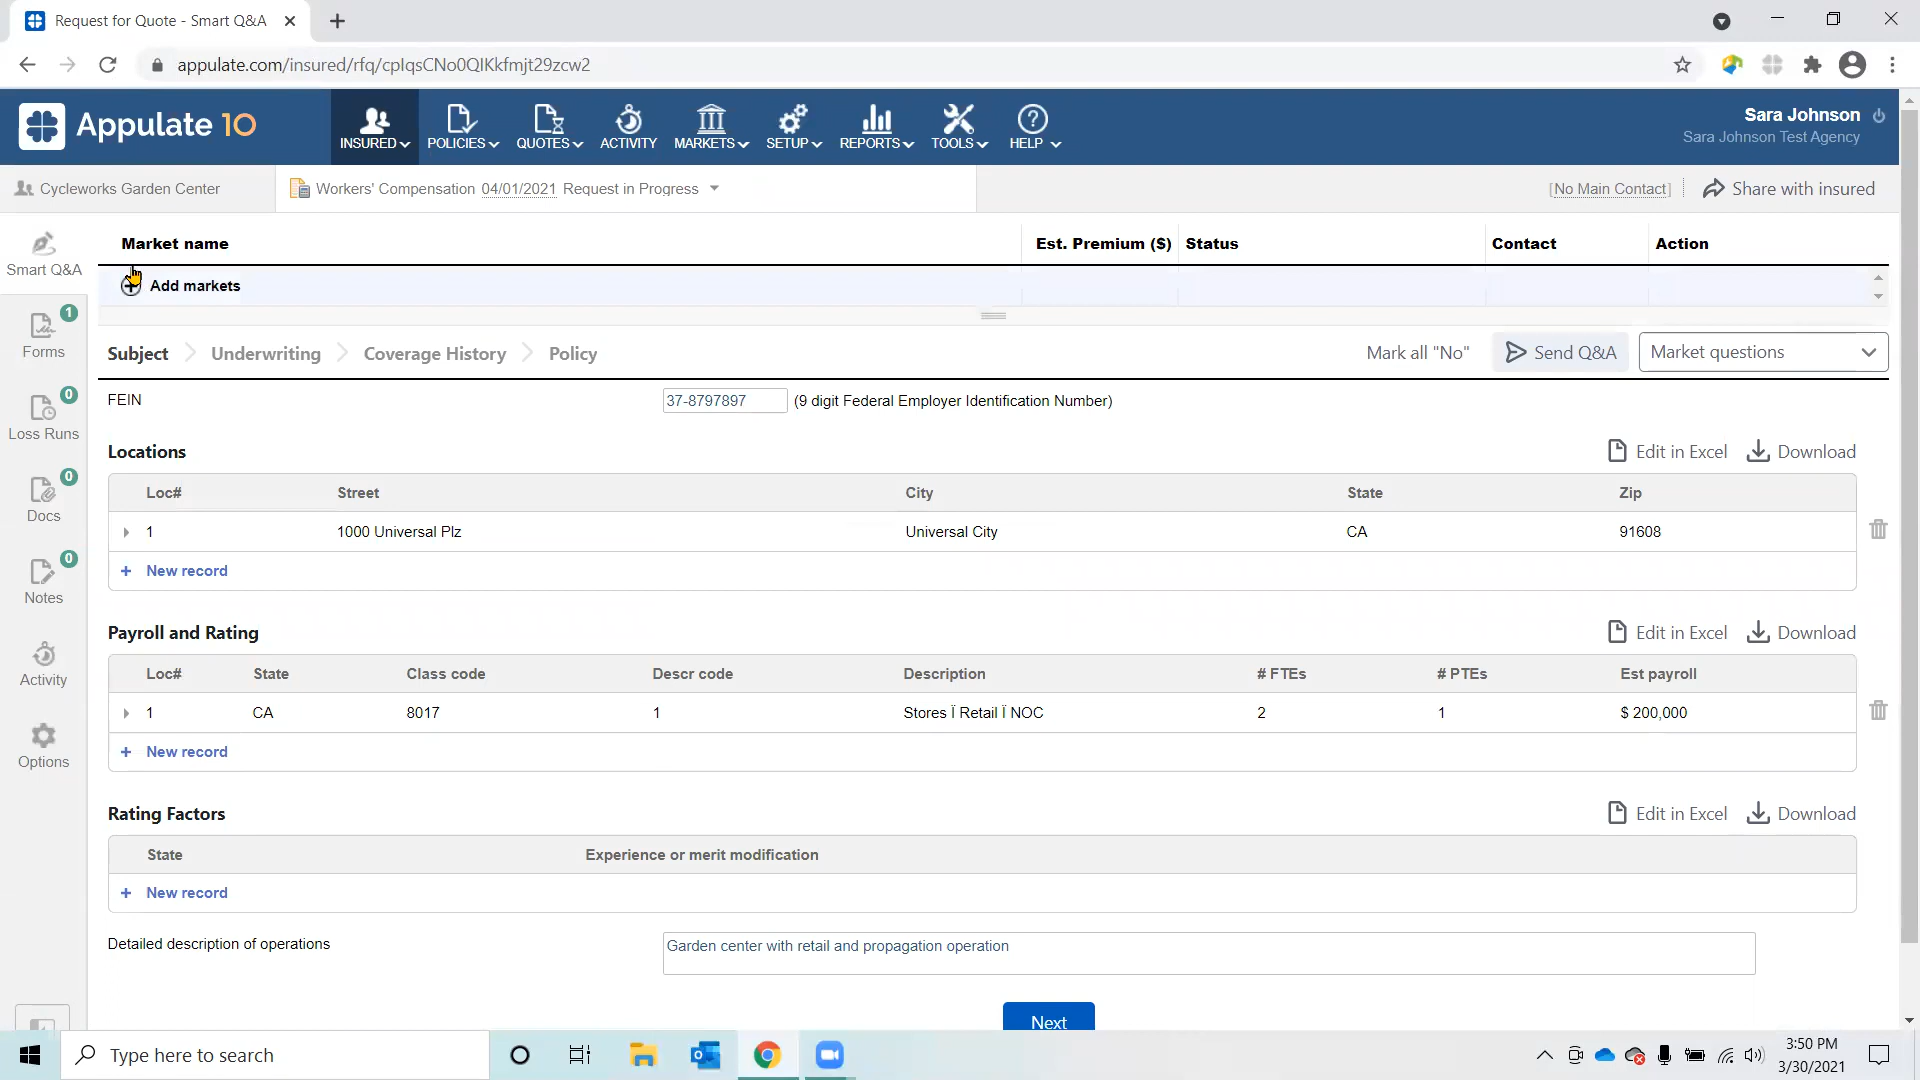 Request for Quote - Smart Q&A
appulate.com/insured/rfq/cpIqsCNo0QIKkfmjt29zcw2
Appulate 10
INSURED
POLICIES
QUOTES
ACTIVITY
MARKETS
SETUP
REPORTS
TOOLS
HELP
Sara Johnson
Sara Johnson Test Agency
Cycleworks Garden Center
Workers' Compensation 04/01/2021 Request in Progress
[No Main Contact]
Share with insured
Smart Q&A
Forms 1
Loss Runs 0
Docs 0
Notes 0
Activity
Options
Market name Est. Premium ($) Status Contact Action
Add markets
Subject Underwriting Coverage History Policy
Mark all "No" Send Q&A Market questions
FEIN 37-8797897 (9 digit Federal Employer Identification Number)
Locations Edit in Excel Download
Loc# Street City State Zip
1 1000 Universal Plz Universal City CA 91608
+ New record
Payroll and Rating Edit in Excel Download
Loc# State Class code Descr code Description # FTEs # PTEs Est payroll
1 CA 8017 1 Stores Ï Retail Ï NOC 2 1 $ 200,000
+ New record
Rating Factors Edit in Excel Download
State Experience or merit modification
+ New record
Detailed description of operations Garden center with retail and propagation operation
Next
Type here to search
3:50 PM
3/30/2021